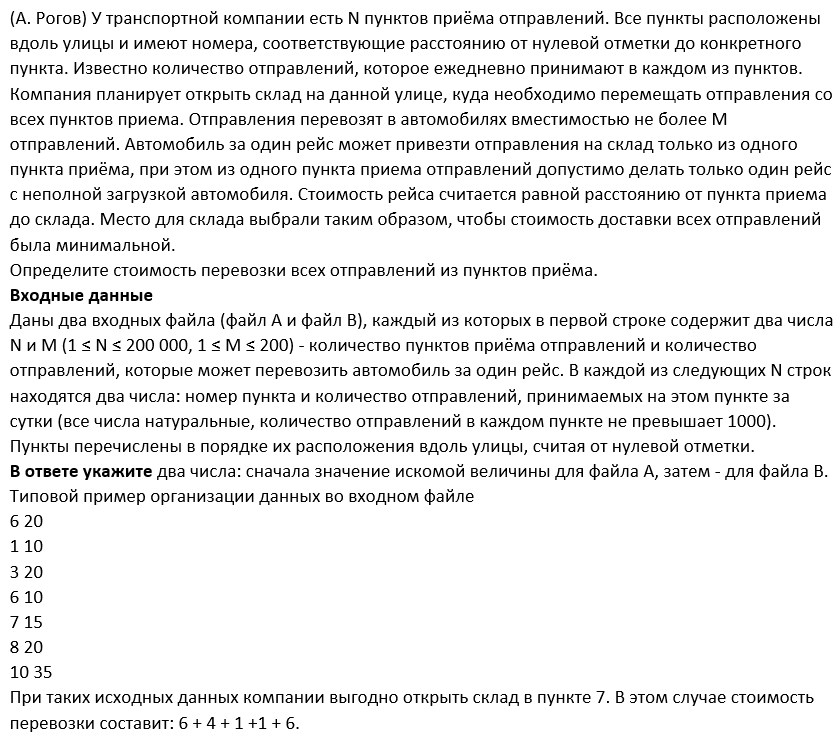 (А. Рогов) У транспортной компании есть N пунктов приёма отправлений. Все пункты расположены
вдоль улицы и имеют номера, соответствующие расстоянию от нулевой отметки до конкретного
пункта. Известно количество отправлений, которое ежедневно принимают в каждом из пунктов.
Компания планирует открыть склад на данной улице, куда необходимо перемещать отправления со
всех пунктов приема. Отправления перевозят в автомобилях вместимостью не более M
отправлений. Автомобиль за один рейс может привезти отправления на склад только из одного
пункта приёма, при этом из одного пункта приема отправлений допустимо делать только один рейс
с неполной загрузкой автомобиля. Стоимость рейса считается равной расстоянию от пункта приема
до склада. Место для склада выбрали таким образом, чтобы стоимость доставки всех отправлений
была минимальной.
Определите стоимость перевозки всех отправлений из пунктов приёма.
Входные данные
Даны два входных файла (файл A и файл B), каждый из которых в первой строке содержит два числа
N и M (1 ≤ N ≤ 200 000, 1 ≤ M ≤ 200) - количество пунктов приёма отправлений и количество
отправлений, которые может перевозить автомобиль за один рейс. В каждой из следующих N строк
находятся два числа: номер пункта и количество отправлений, принимаемых на этом пункте за
сутки (все числа натуральные, количество отправлений в каждом пункте не превышает 1000).
Пункты перечислены в порядке их расположения вдоль улицы, считая от нулевой отметки.
В ответе укажите два числа: сначала значение искомой величины для файла А, затем - для файла B.
Типовой пример организации данных во входном файле
6 20
1 10
3 20
6 10
7 15
8 20
10 35
При таких исходных данных компании выгодно открыть склад в пункте 7. В этом случае стоимость
перевозки составит: 6 + 4 + 1 +1 + 6.